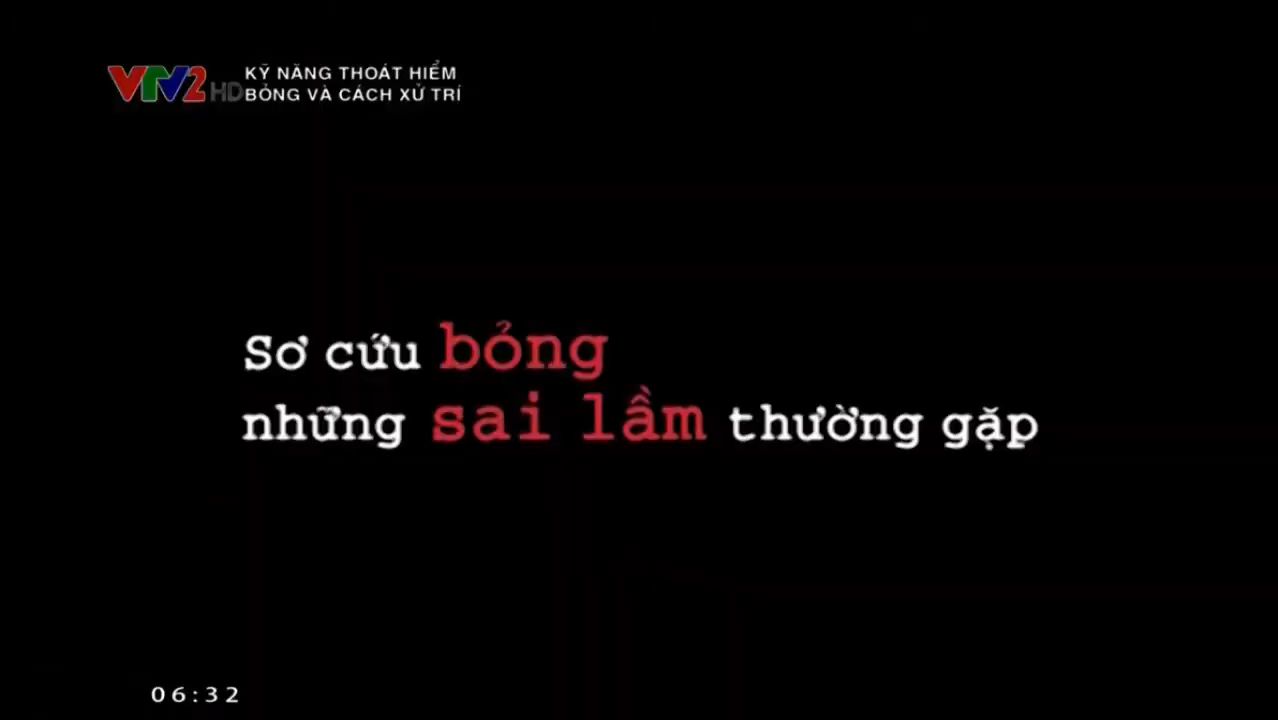 VTV2 HD
KỸ NĂNG THOÁT HIỂM
BỎNG VÀ CÁCH XỬ TRÍ
Sơ cứu bỏng
những sai lầm thường gặp
06:32